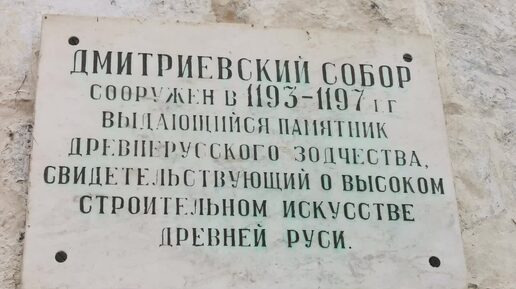 ДМИТРИЕВСКИЙ СОБОР
СООРУЖЕН В 1193-1197 ГГ
ВЫДАЮЩИЙСЯ ПАМЯТНИК
ДРЕВНЕРУССКОГО ЗОДЧЕСТВА,
СВИДЕТЕЛЬСТВУЮЩИЙ О ВЫСОКОМ
СТРОИТЕЛЬНОМ ИСКУССТВЕ
ДРЕВНЕЙ РУСИ.